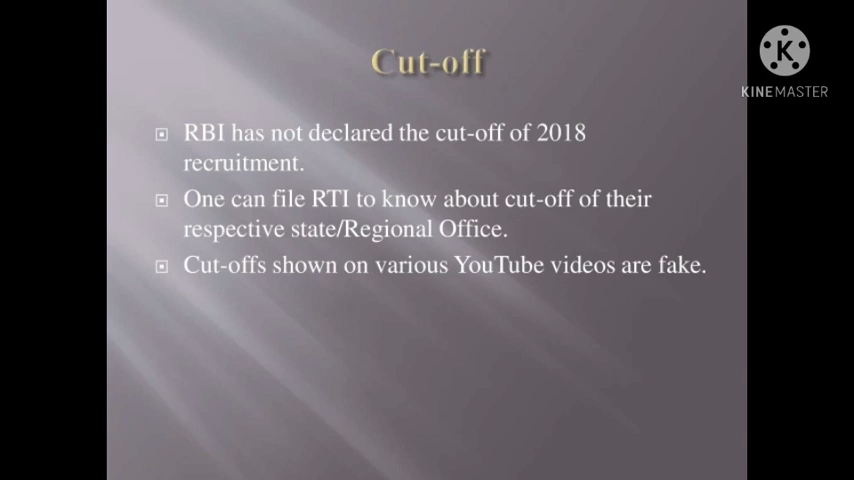 Cut-off
K
KINEMASTER
RBI has not declared the cut-off of 2018
recruitment.
One can file RTI to know about cut-off of their
respective state/Regional Office.
Cut-offs shown on various YouTube videos are fake.